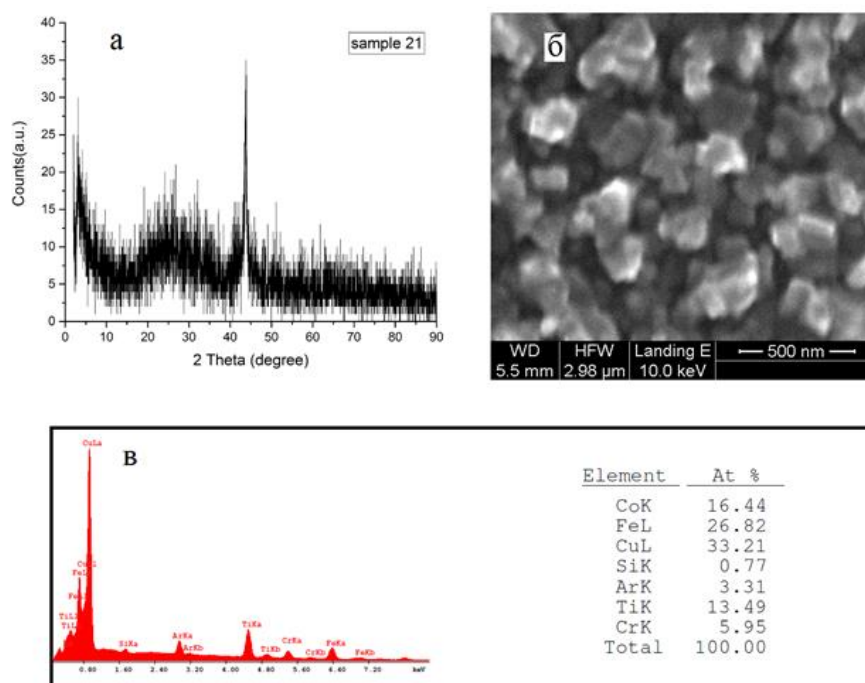 а
sample 21
Counts(a.u.)
40
35
30
25
20
15
10
5
0
0 10 20 30 40 50 60 70 80 90
2 Theta (degree)
б
WD HFW Landing E 500 nm
5.5 mm 2.98 µm 10.0 keV
в
CuLa
FeL
TiL
TiL
SiKa
ArKa
ArKb
TiKa
TiKb
CrKa
CrKb
FeKa
FeKb
0.80 1.60 2.40 3.20 4.00 4.80 5.60 6.40 7.20 keV
Element At %
CoK 16.44
FeL 26.82
CuL 33.21
SiK 0.77
ArK 3.31
TiK 13.49
CrK 5.95
Total 100.00